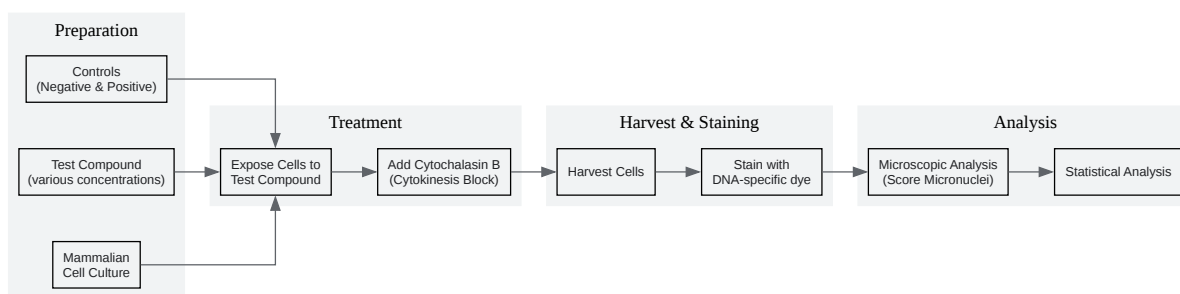 Preparation
Controls
(Negative & Positive)
Test Compound
(various concentrations)
Mammalian
Cell Culture
Treatment
Expose Cells to
Test Compound
Add Cytochalasin B
(Cytokinesis Block)
Harvest & Staining
Harvest Cells
Stain with
DNA-specific dye
Analysis
Microscopic Analysis
(Score Micronuclei)
Statistical Analysis